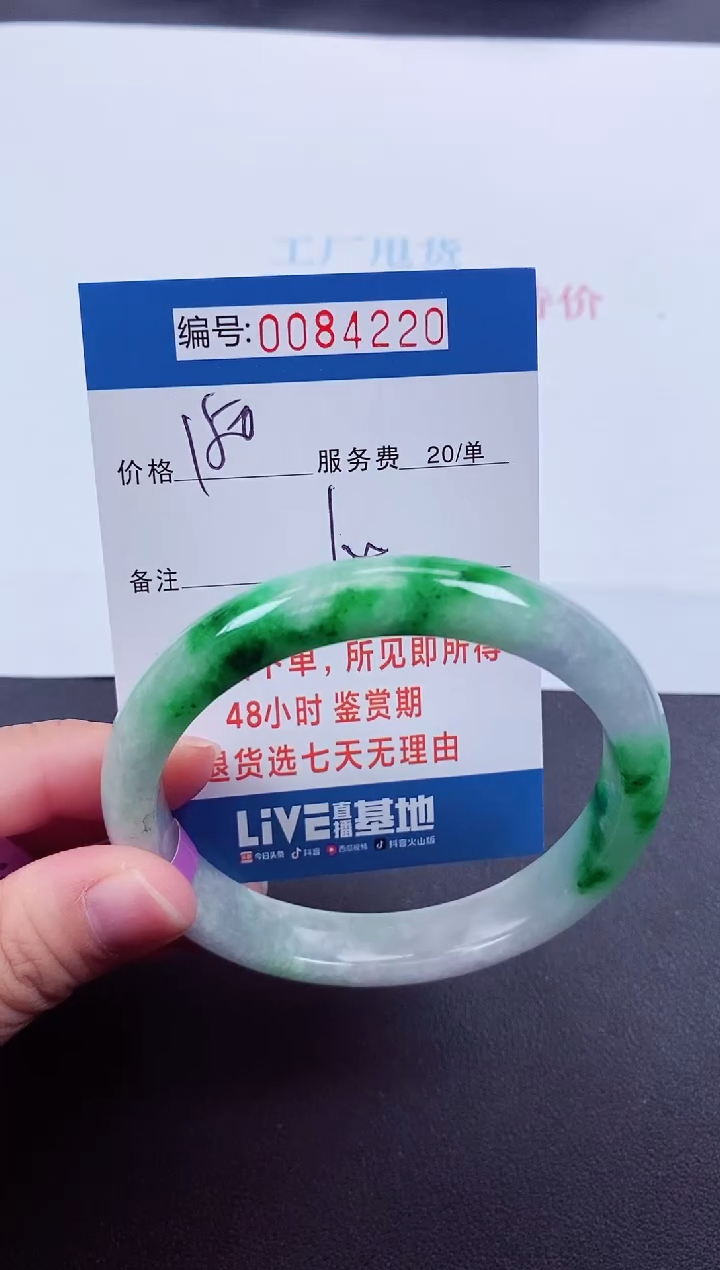 工厂甩货
特价
编号:0084220
价格 180 服务费 20/单
备注
下单，所见即所得
48小时 鉴赏期
退货选七天无理由
LiVE直播基地
今日头条 抖音 西瓜视频 抖音火山版